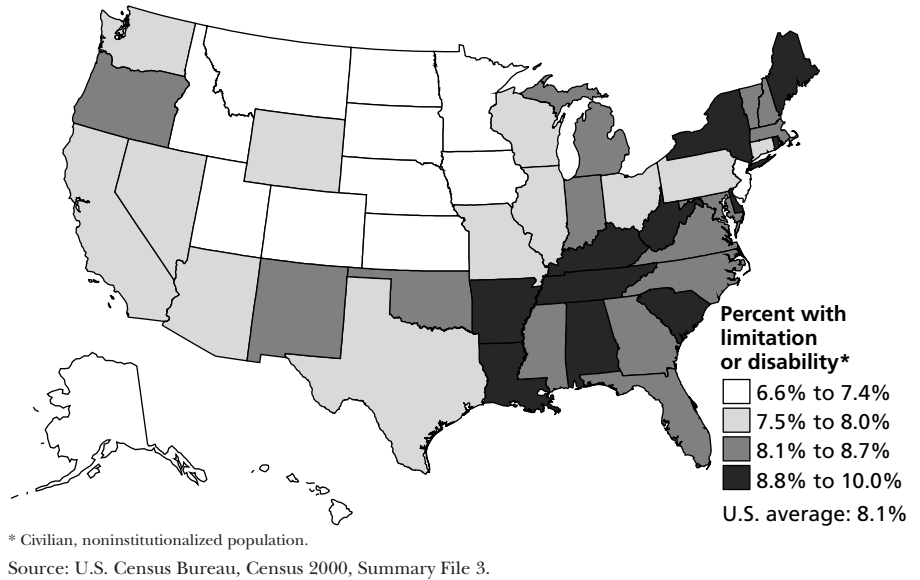 Percent with
limitation
or disability*
6.6% to 7.4%
7.5% to 8.0%
8.1% to 8.7%
8.8% to 10.0%
U.S. average: 8.1%
* Civilian, noninstitutionalized population.
Source: U.S. Census Bureau, Census 2000, Summary File 3.